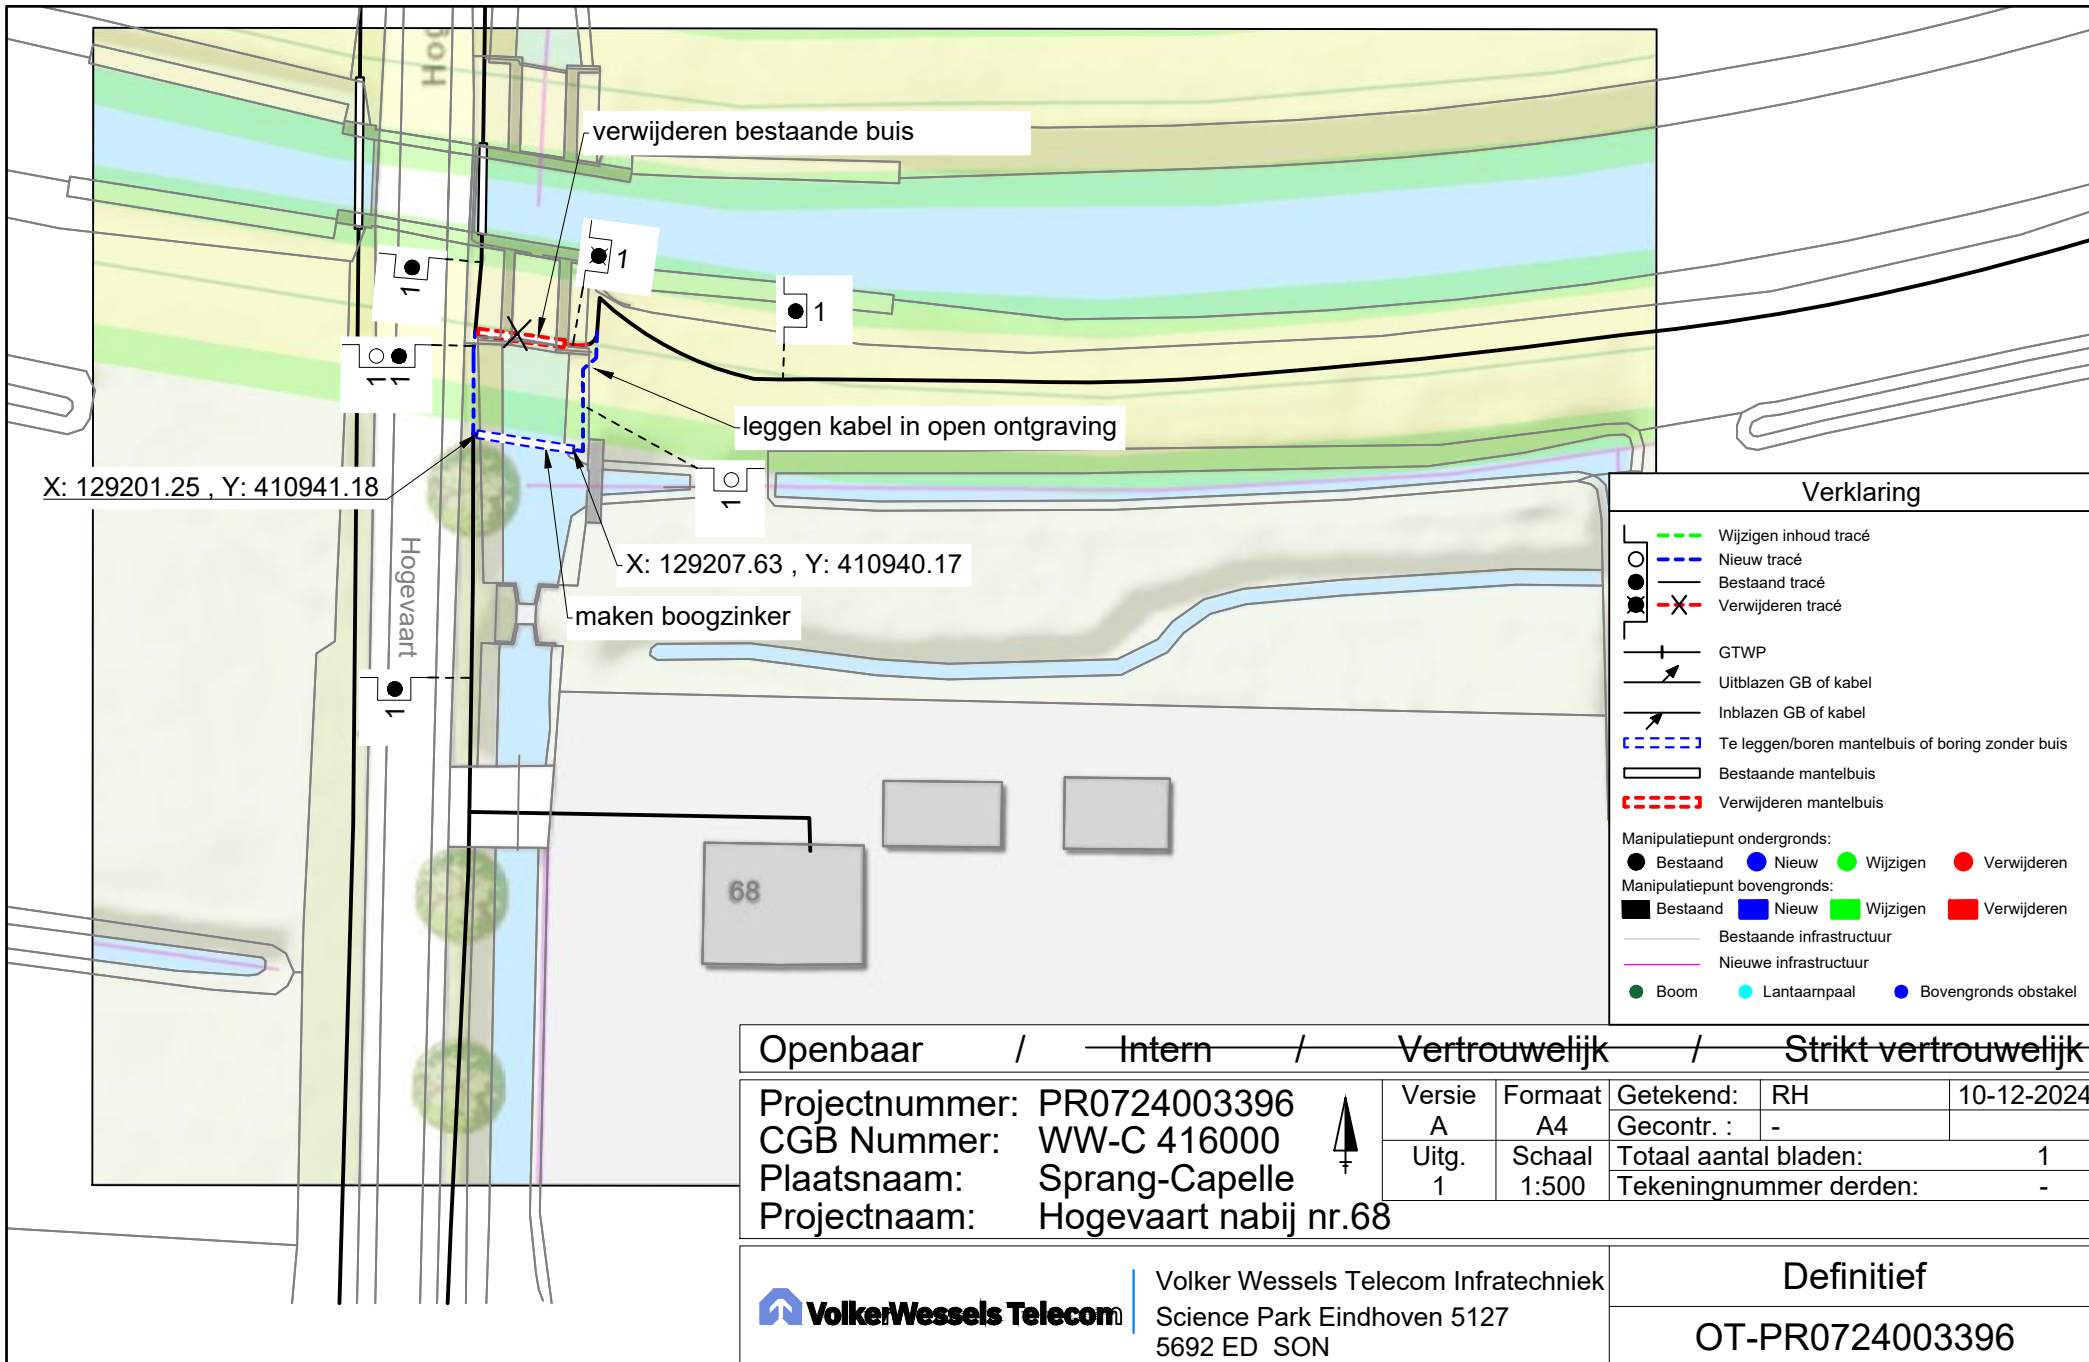 Hog
verwijderen bestaande buis
1
1
1
1 1
leggen kabel in open ontgraving
X: 129201.25 , Y: 410941.18
1
Hogevaart
X: 129207.63 , Y: 410940.17
maken boogzinker
1
68
Verklaring
Wijzigen inhoud tracé
Nieuw tracé
Bestaand tracé
Verwijderen tracé
GTWP
Uitblazen GB of kabel
Inblazen GB of kabel
Te leggen/boren mantelbuis of boring zonder buis
Bestaande mantelbuis
Verwijderen mantelbuis
Manipulatiepunt ondergronds:
Bestaand Nieuw Wijzigen Verwijderen
Manipulatiepunt bovengronds:
Bestaand Nieuw Wijzigen Verwijderen
Bestaande infrastructuur
Nieuwe infrastructuur
Boom Lantaarnpaal Bovengronds obstakel
Openbaar / Intern / Vertrouwelijk / Strikt vertrouwelijk
Projectnummer: PR0724003396
CGB Nummer: WW-C 416000
Plaatsnaam: Sprang-Capelle
Projectnaam: Hogevaart nabij nr.68
Versie Formaat Getekend: RH 10-12-2024
A A4 Gecontr. : -
Uitg. Schaal Totaal aantal bladen: 1
1 1:500 Tekeningnummer derden: -
VolkerWessels Telecom
Volker Wessels Telecom Infratechniek
Science Park Eindhoven 5127
5692 ED SON
Definitief
OT-PR0724003396